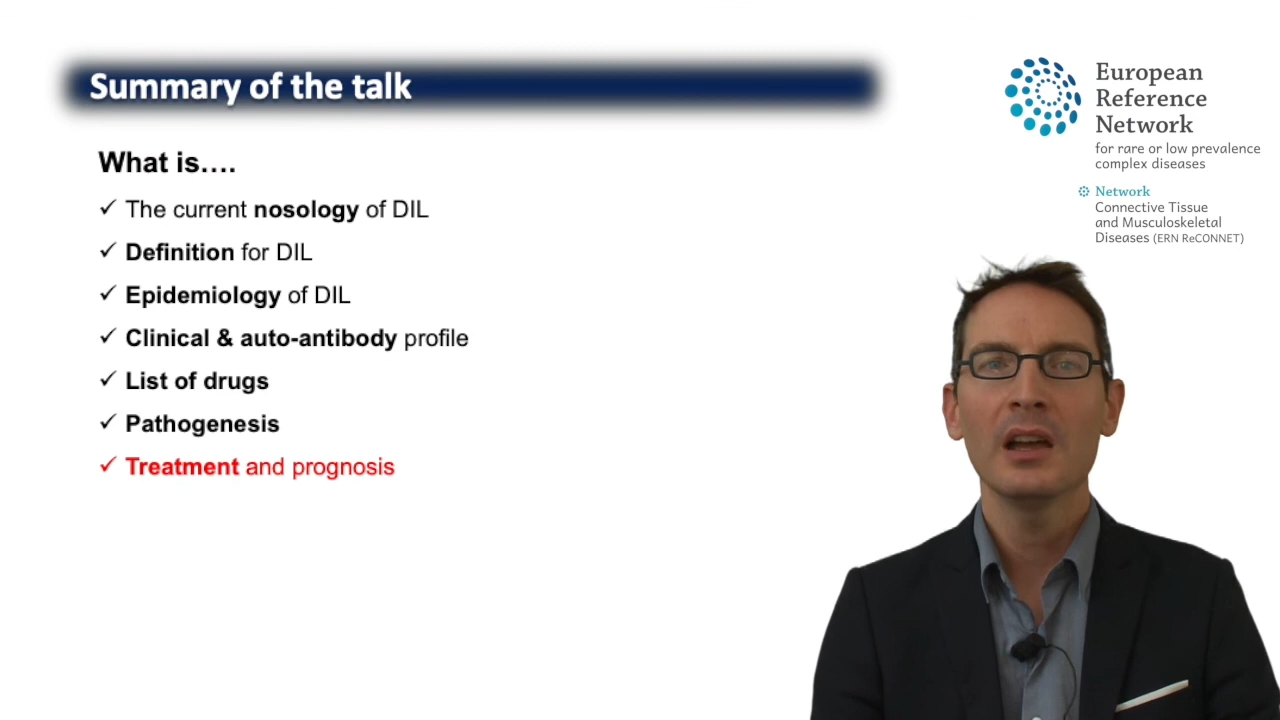 Summary of the talk
What is….
✓ The current nosology of DIL
✓ Definition for DIL
✓ Epidemiology of DIL
✓ Clinical & auto-antibody profile
✓ List of drugs
✓ Pathogenesis
✓ Treatment and prognosis
European
Reference
Network
for rare or low prevalence
complex diseases
Network
Connective Tissue
and Musculoskeletal
Diseases (ERN ReCONNET)